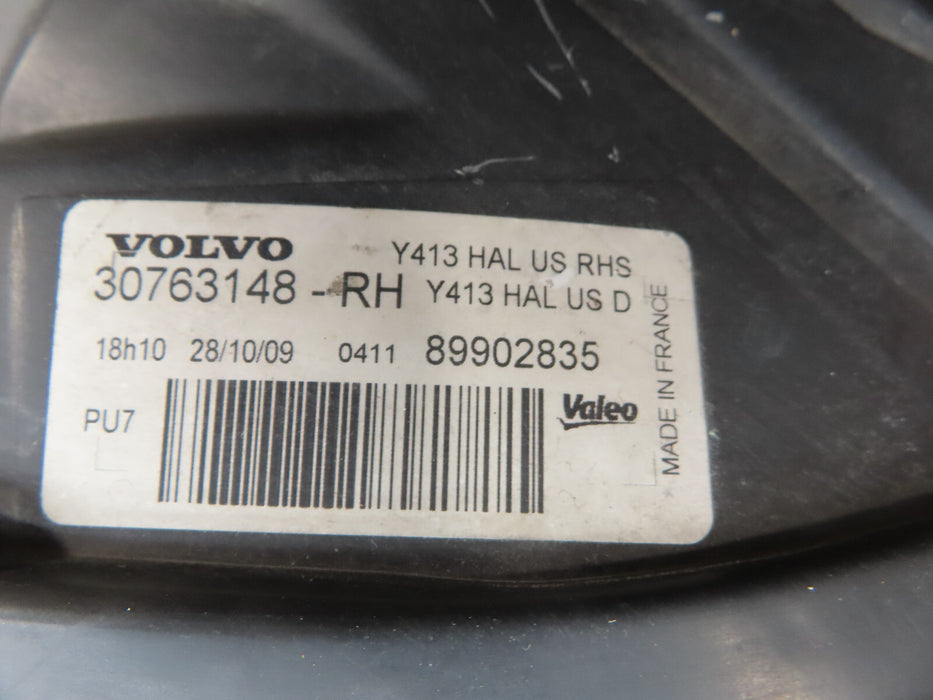 VOLVO
Y413 HAL US RHS
30763148 - RH
Y413 HAL US D
18h10 28/10/09 0411 89902835
PU7
Valeo
MADE IN FRANCE